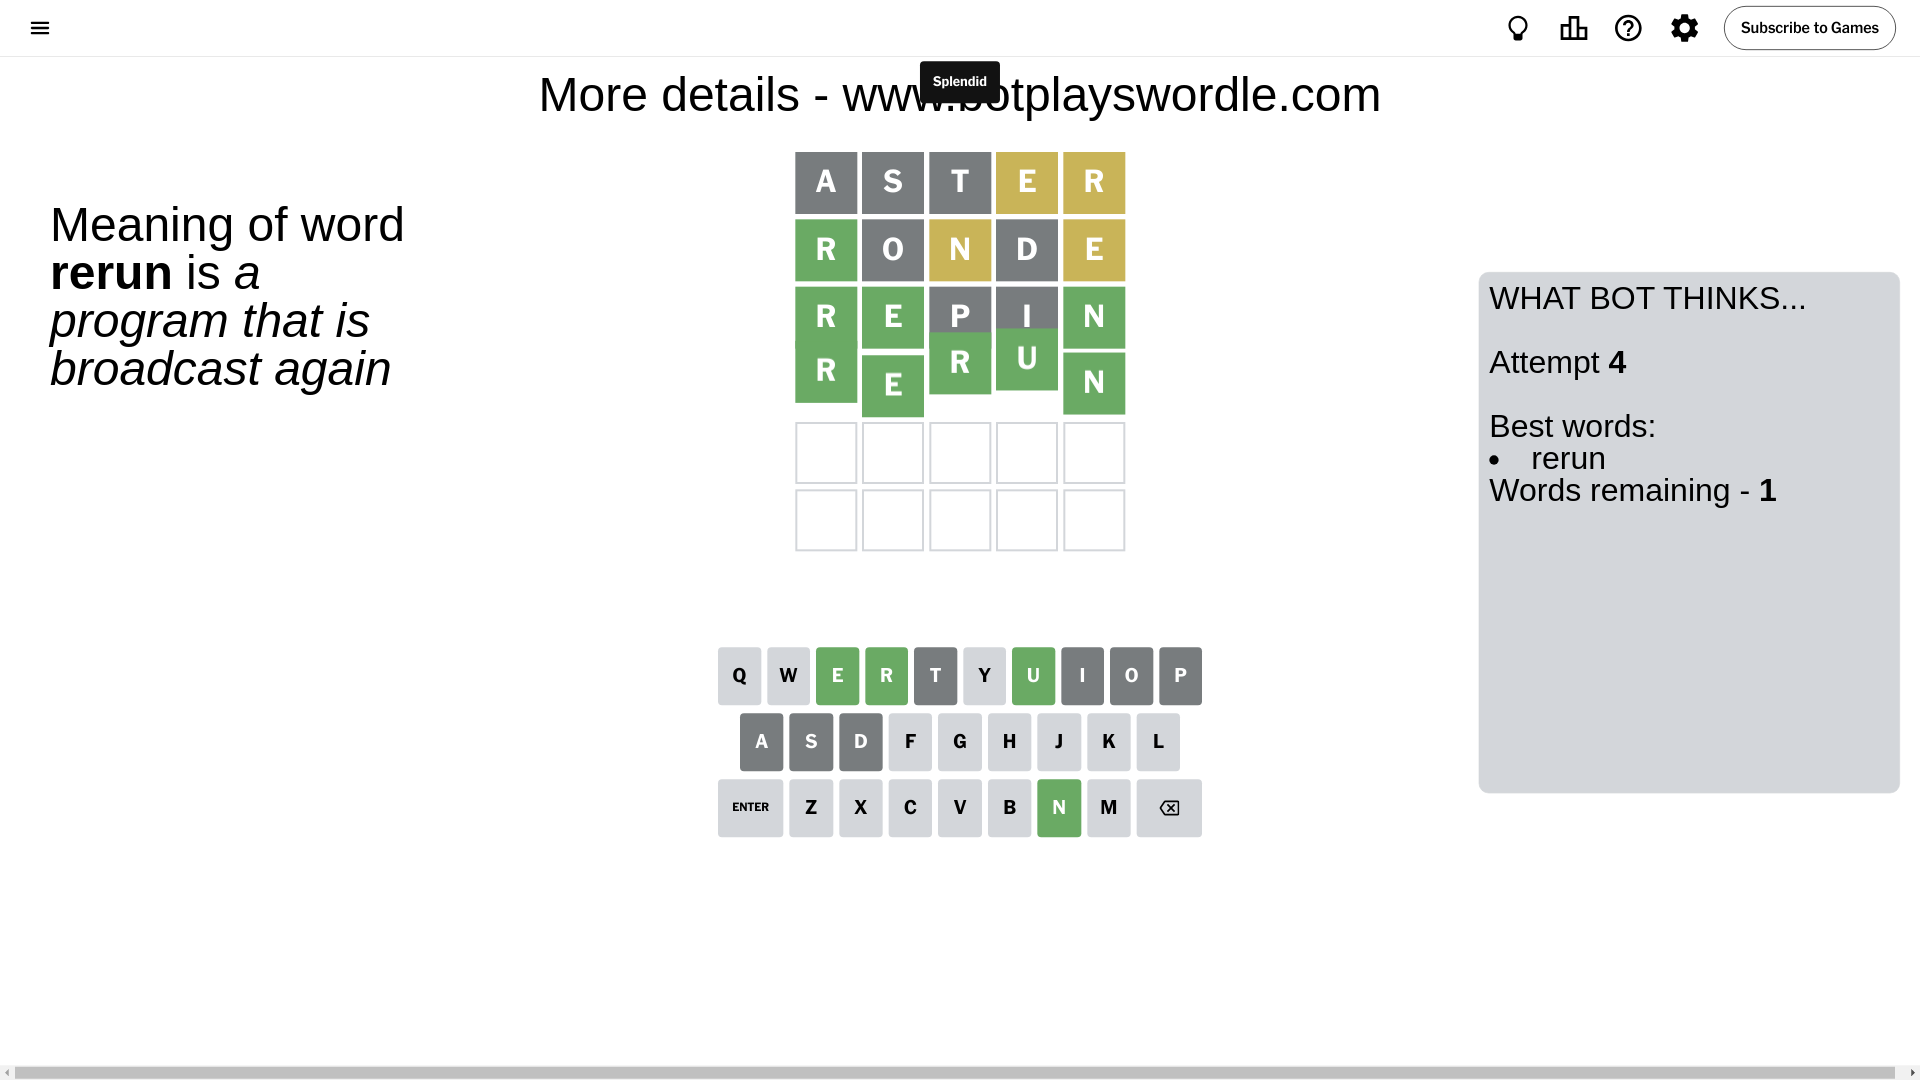 Subscribe to Games
Splendid
More details - www.botplayswordle.com
Meaning of word
rerun is a
program that is
broadcast again
A S T E R
R O N D E
R E P I N
R E R U N
WHAT BOT THINKS...
Attempt 4
Best words:
• rerun
Words remaining - 1
Q W E R T Y U I O P
A S D F G H J K L
ENTER Z X C V B N M